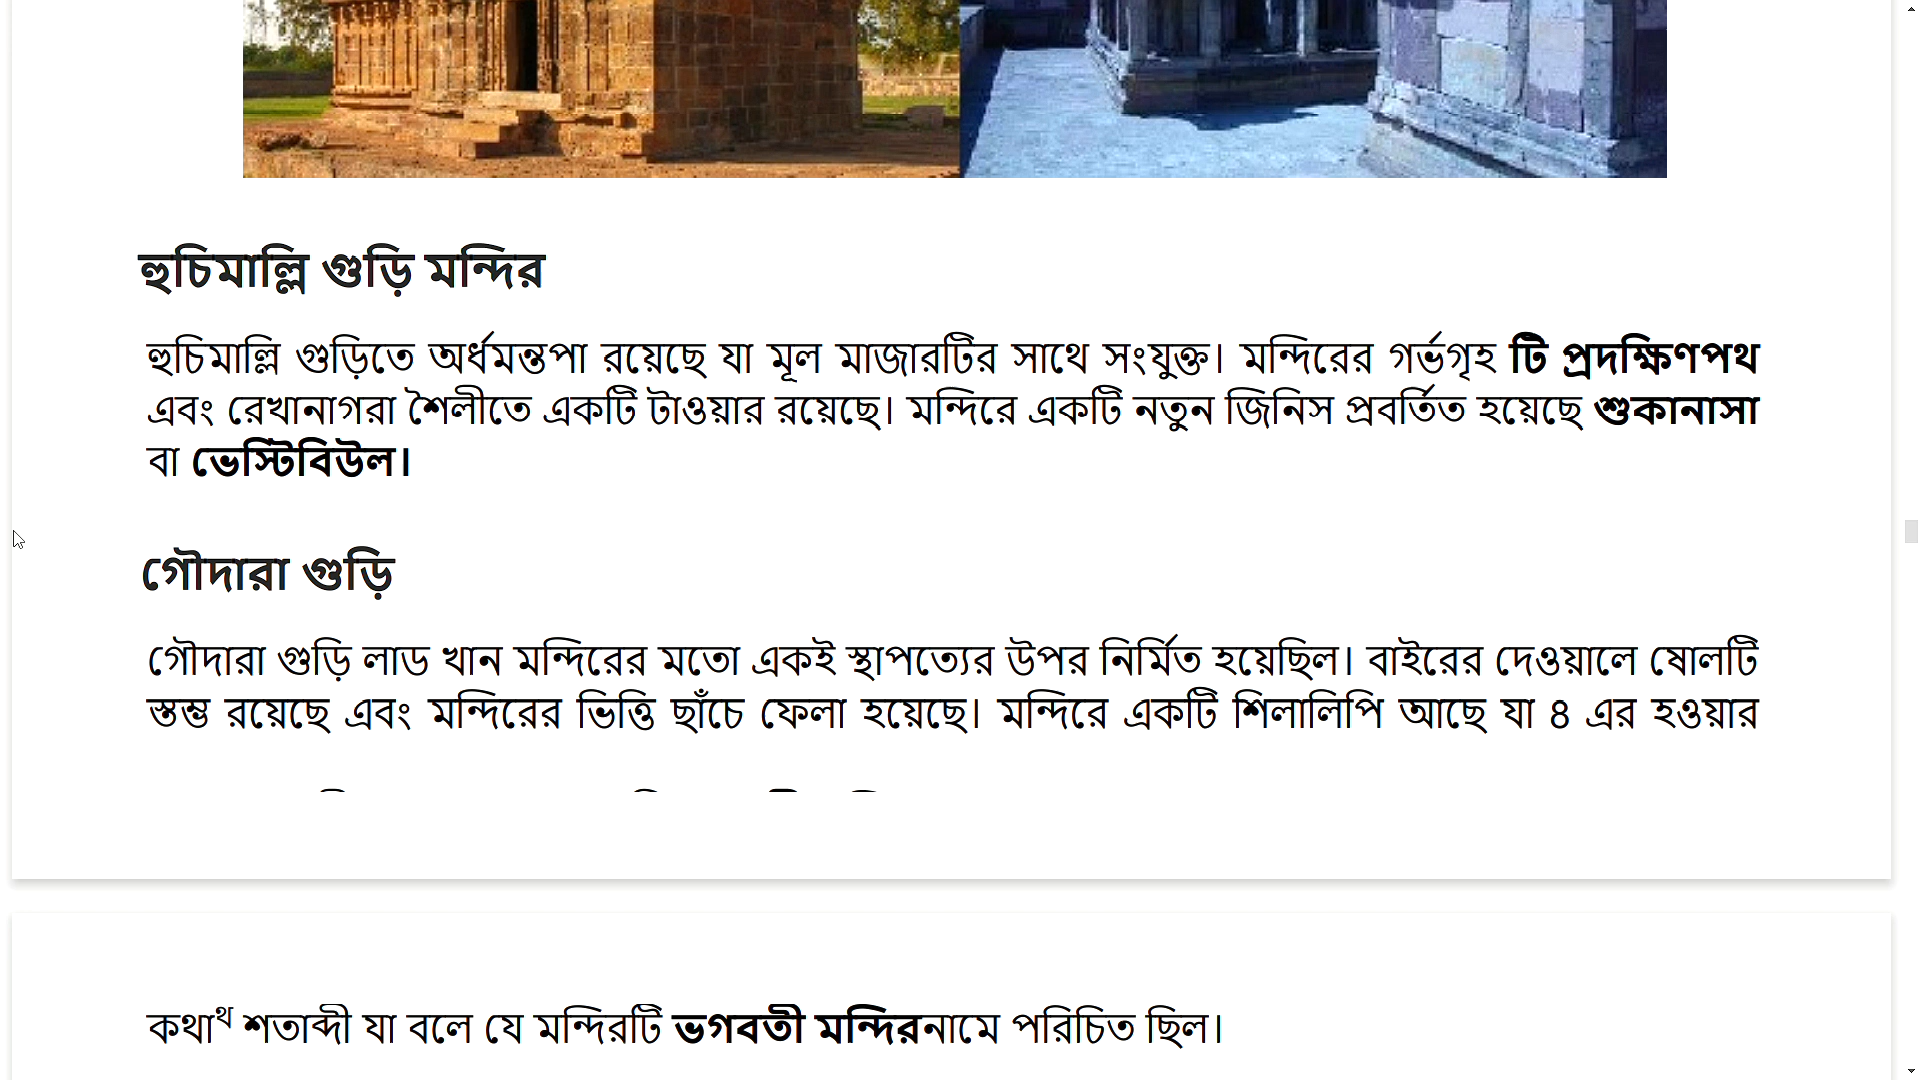 হুচিমাল্লি গুড়ি মন্দির
হুচিমাল্লি গুড়িতে অর্ধমন্তপা রয়েছে যা মূল মাজারটির সাথে সংযুক্ত। মন্দিরের গর্ভগৃহ টি প্রদক্ষিণপথ
এবং রেখানাগরা শৈলীতে একটি টাওয়ার রয়েছে। মন্দিরে একটি নতুন জিনিস প্রবর্তিত হয়েছে শুকানাসা
বা ভেস্টিবিউল।
গৌদারা গুড়ি
গৌদারা গুড়ি লাড খান মন্দিরের মতো একই স্থাপত্যের উপর নির্মিত হয়েছিল। বাইরের দেওয়ালে ষোলটি
স্তম্ভ রয়েছে এবং মন্দিরের ভিত্তি ছাঁচে ফেলা হয়েছে। মন্দিরে একটি শিলালিপি আছে যা ৪ এর হওয়ার
কথাথ শতাব্দী যা বলে যে মন্দিরটি ভগবতী মন্দিরনামে পরিচিত ছিল।